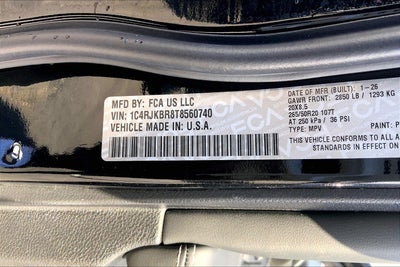 MFD BY: FCA US LLC
VIN: 1C4RJKBR8T8560740
VEHICLE MADE IN: U.S.A.
DATE OF MFR (BUILT): 1-26
GAWR FRONT: 2850 LB / 1293 KG
20X8.5
265/50R20 107T
AT 250 kPa / 36 PSI
TYPE: MPV PAINT: P
THIS VEHICLE CONFORMS TO ALL
STANDARDS IN EFFECT ON